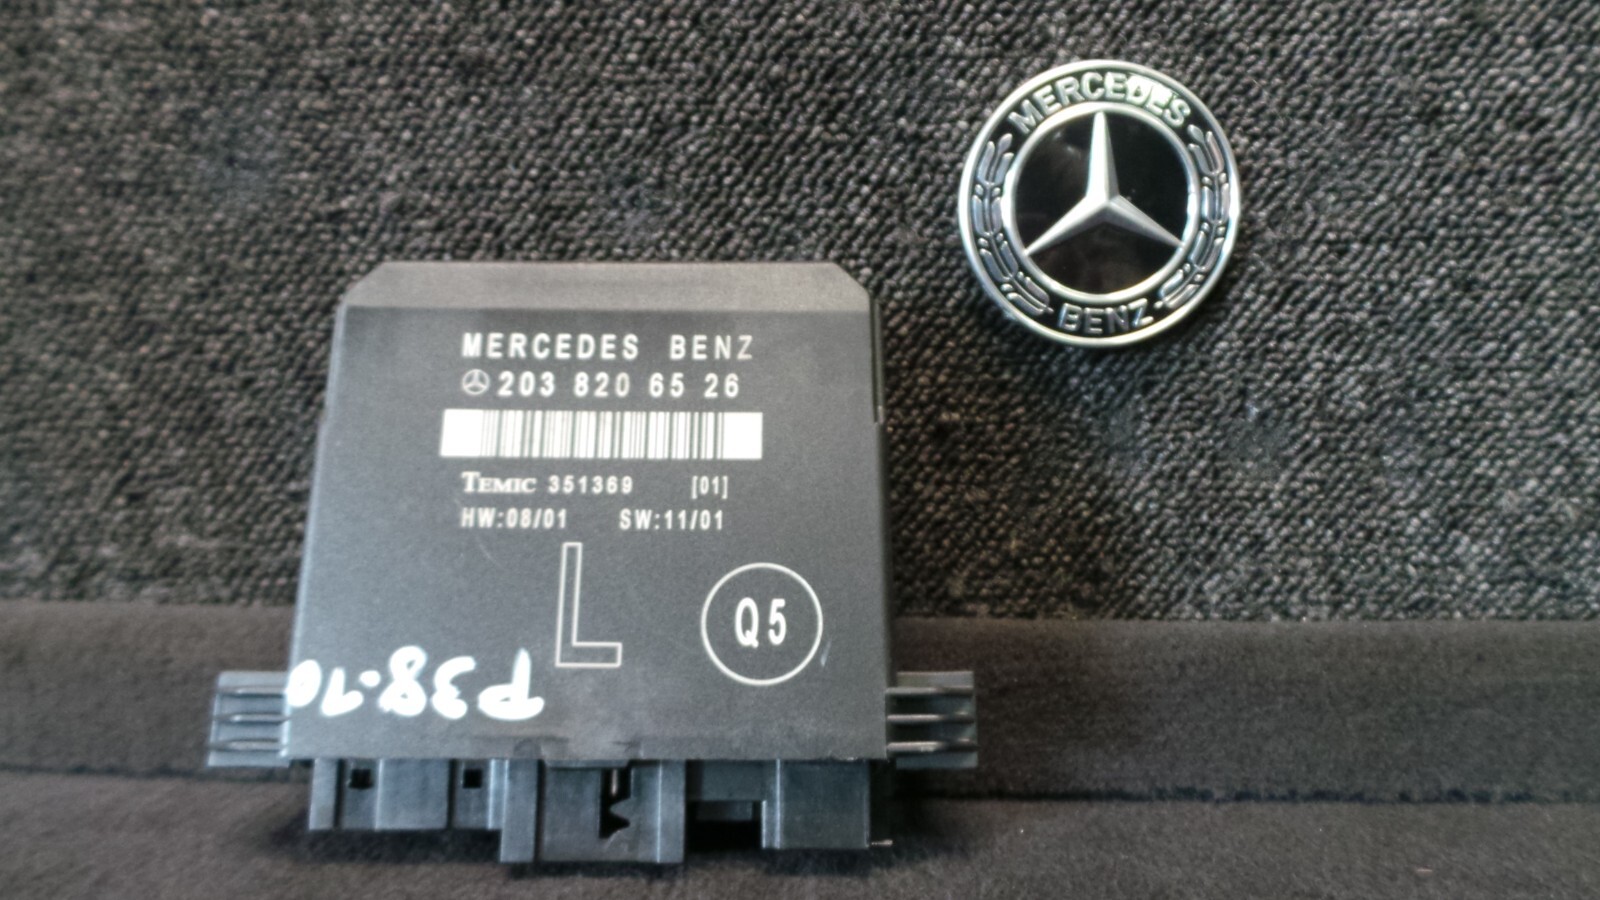 MERCEDES
BENZ
MERCEDES BENZ
203 820 65 26
TEMIC 351369 [01]
HW:08/01 SW:11/01
L
Q5
P38-10